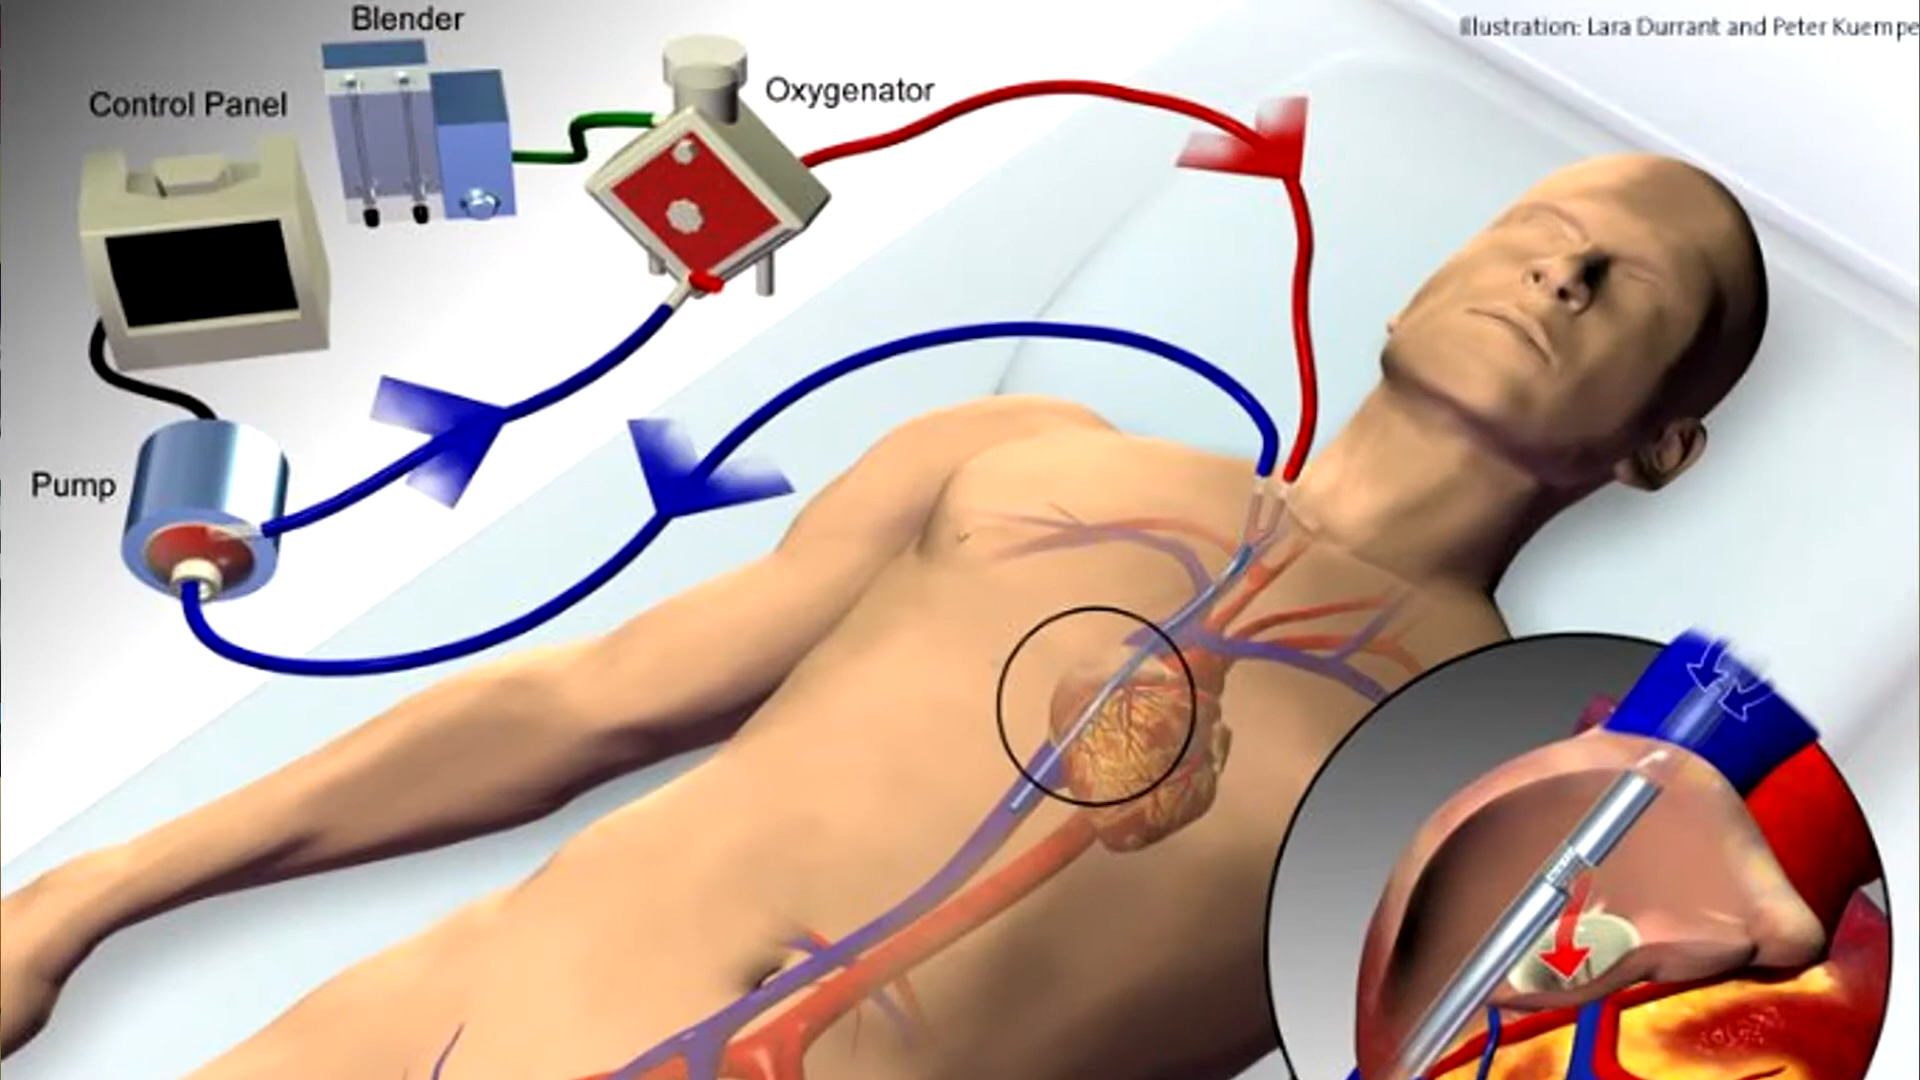 Blender
Illustration: Lara Durrant and Peter Kuempe
Control Panel
Oxygenator
Pump